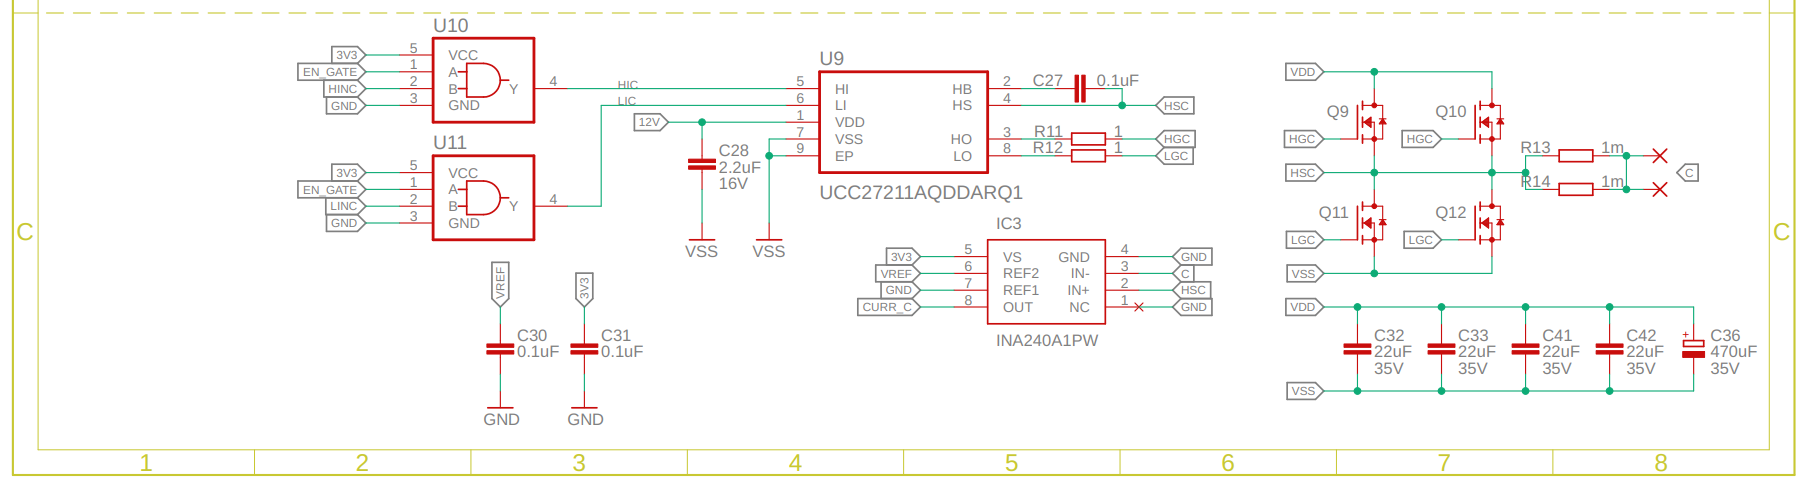 U10
3V3 5 VCC
EN_GATE 1 A
HINC 2 B Y 4
GND 3 GND
HIC
LIC
U11
3V3 5 VCC
EN_GATE 1 A
LINC 2 B Y 4
GND 3 GND
U9
5 HI HB 2
6 LI HS 4
1 VDD
7 VSS HO 3
9 EP LO 8
UCC27211AQDDARQ1
12V
C28
2.2uF
16V
VSS
VSS
C27 0.1uF
HSC
R11 1 HGC
R12 1 LGC
IC3
3V3 5 VS GND 4 GND
VREF 6 REF2 IN- 3 C
GND 7 REF1 IN+ 2 HSC
CURR_C 8 OUT NC 1 GND
INA240A1PW
VREF
C30
0.1uF
GND
3V3
C31
0.1uF
GND
VDD
Q9 Q10
HGC HGC
HSC
R13 1m
R14 1m
C
Q11 Q12
LGC LGC
VSS
VDD
C32
22uF
35V
C33
22uF
35V
C41
22uF
35V
C42
22uF
35V
+
C36
470uF
35V
VSS
C C
1 2 3 4 5 6 7 8